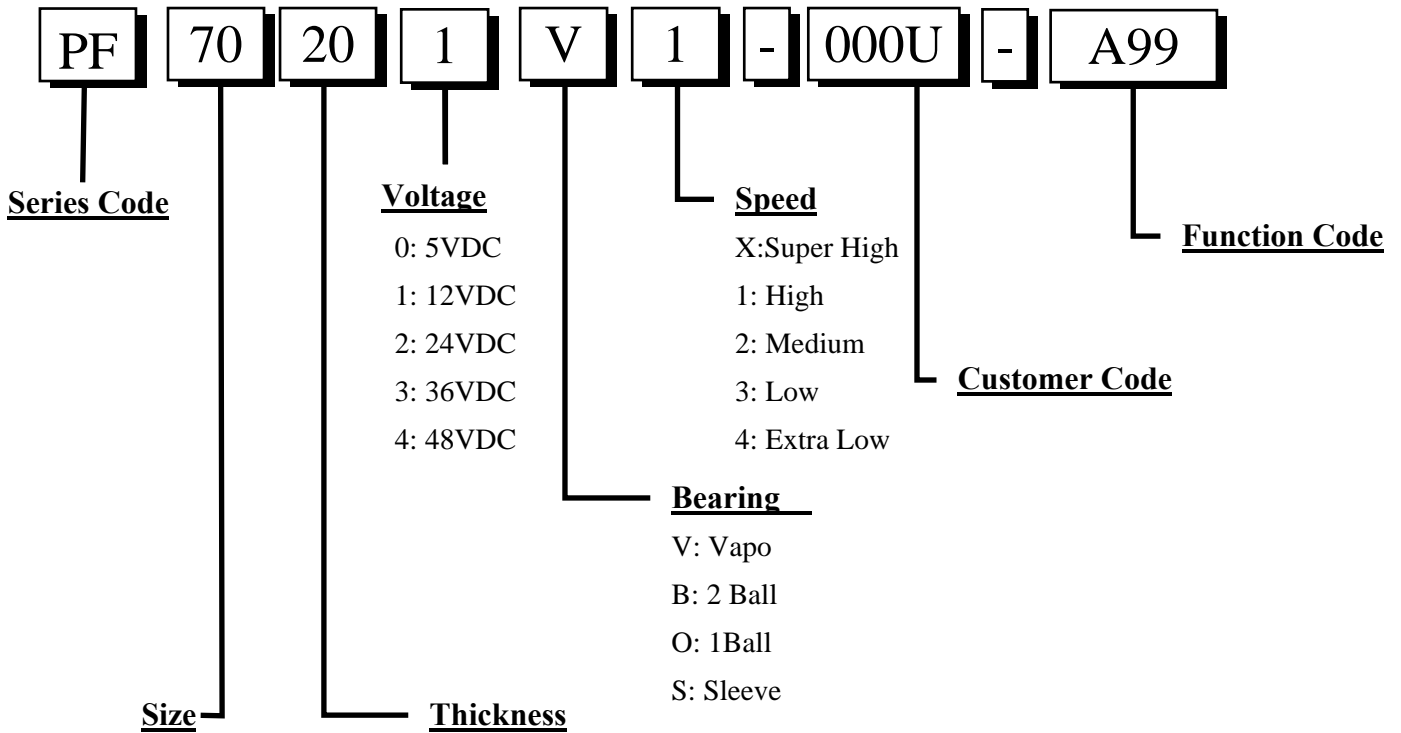 PF 70 20 1 V 1 - 000U - A99
Series Code
Voltage
0: 5VDC
1: 12VDC
2: 24VDC
3: 36VDC
4: 48VDC
Speed
X:Super High
1: High
2: Medium
3: Low
4: Extra Low
Function Code
Customer Code
Bearing
V: Vapo
B: 2 Ball
O: 1Ball
S: Sleeve
Size
Thickness